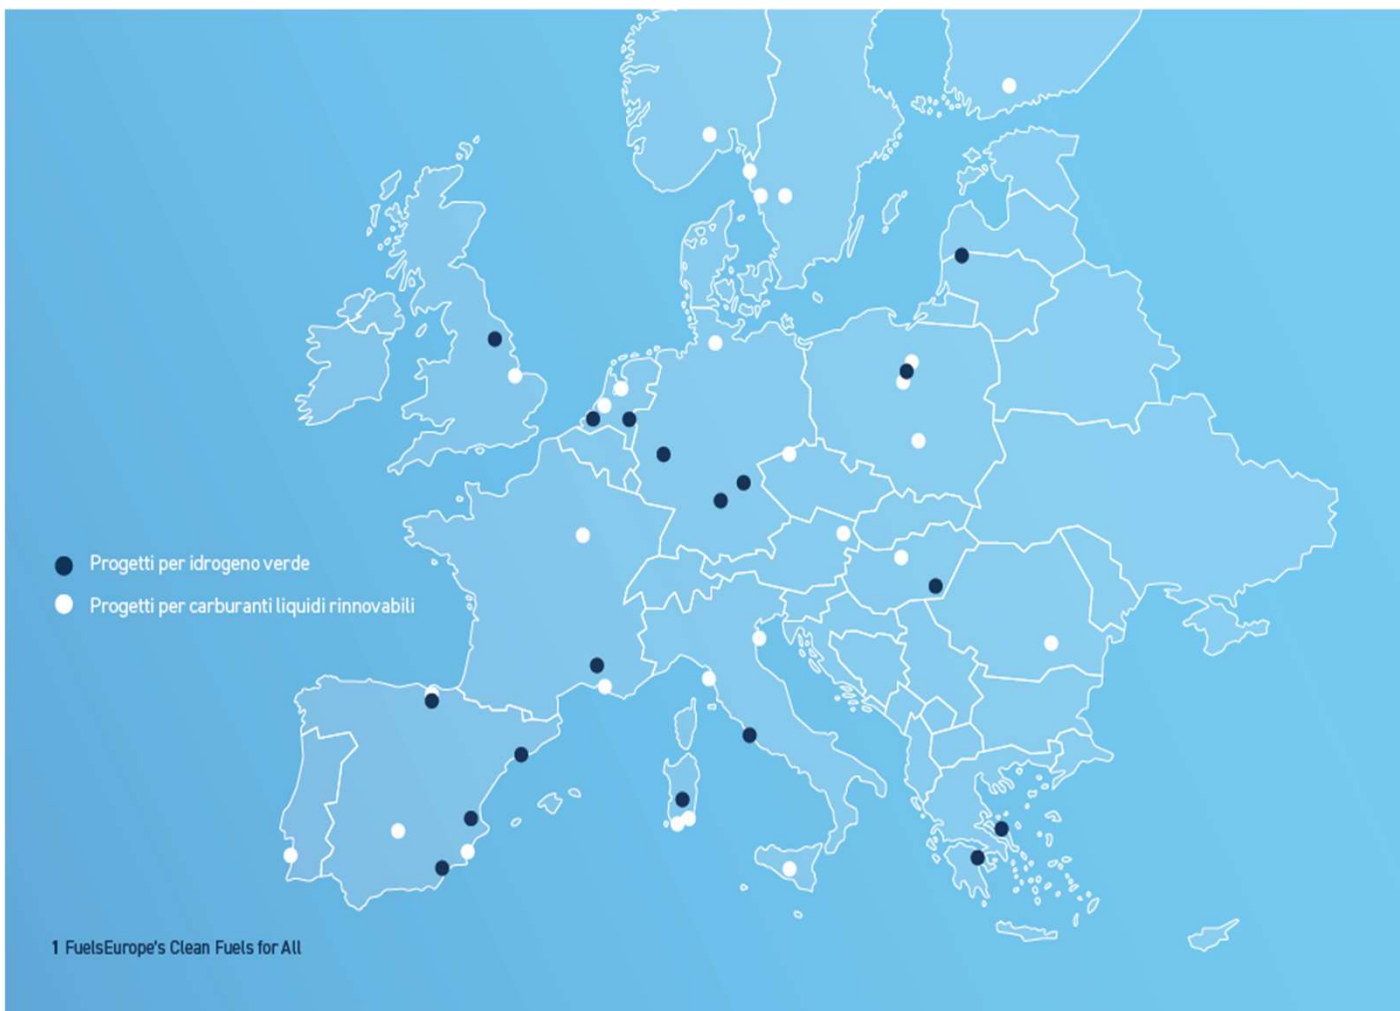 Progetti per idrogeno verde
Progetti per carburanti liquidi rinnovabili
1 FuelsEurope's Clean Fuels for All